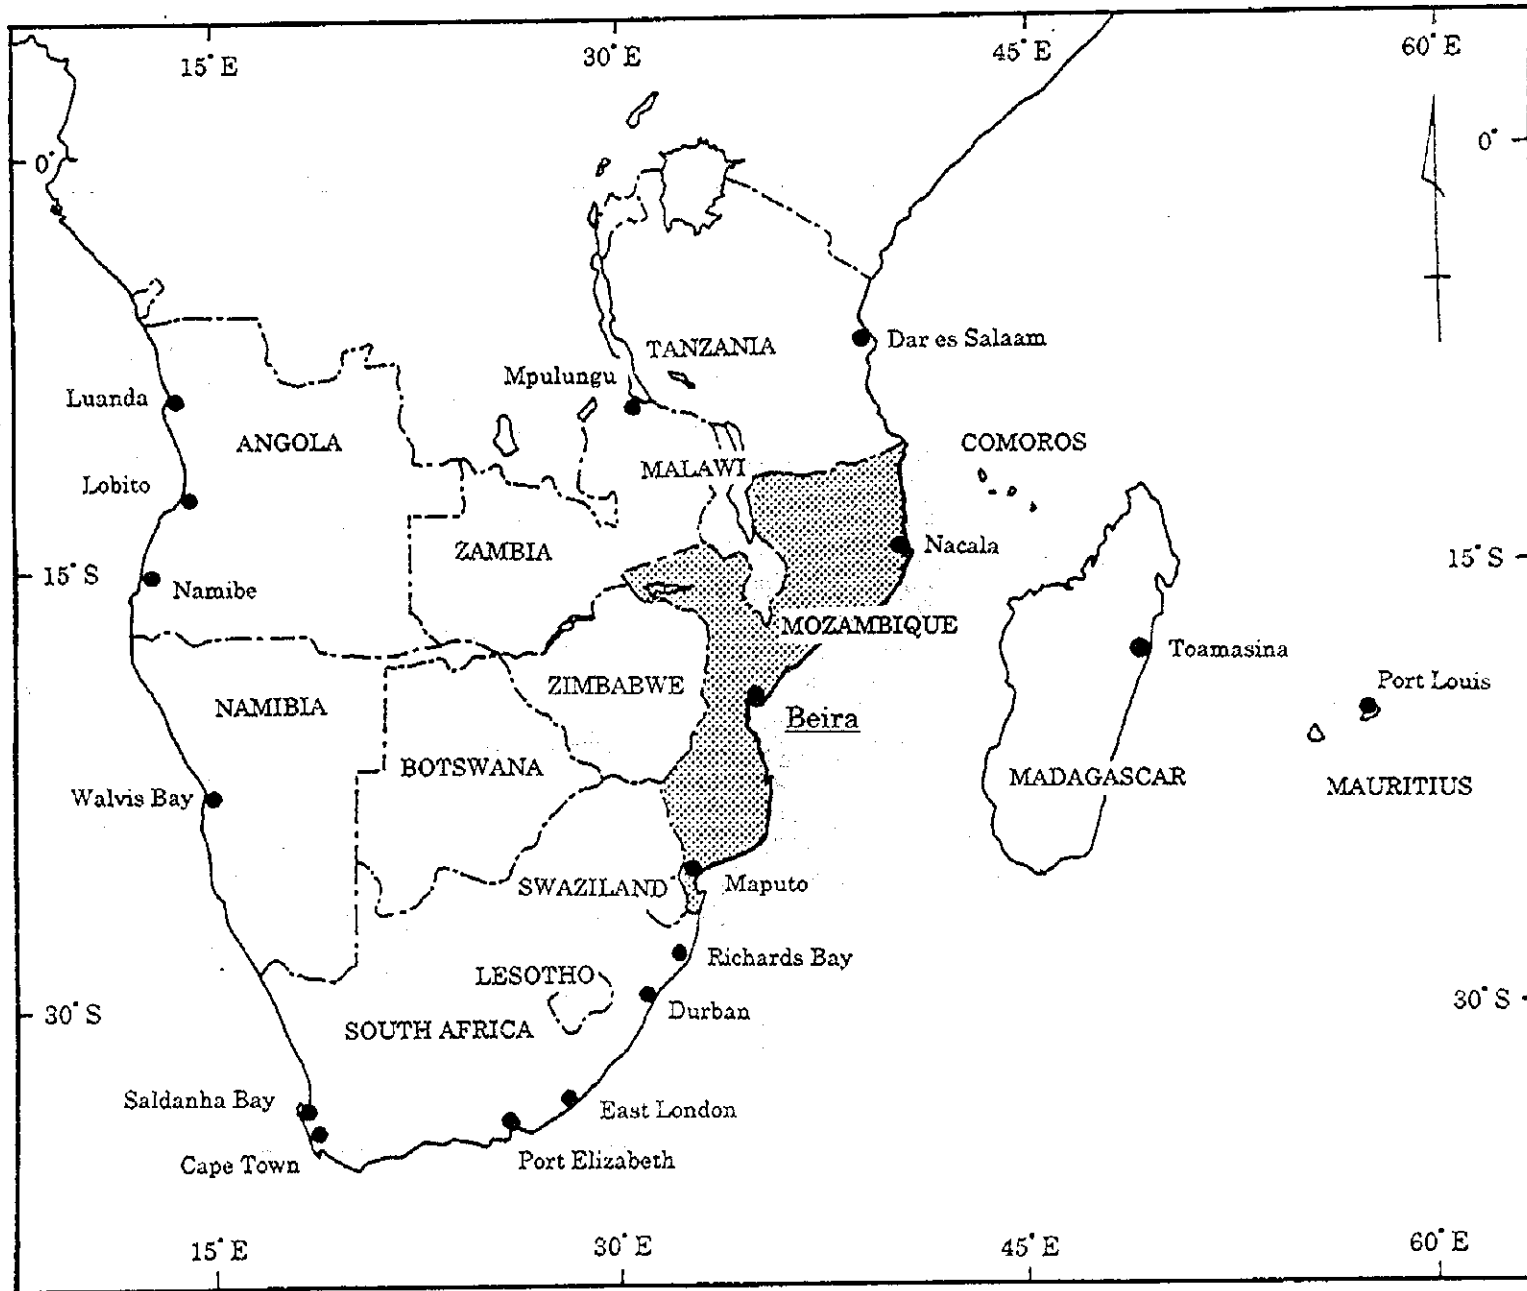 15° E
30° E
45° E
60° E
0°
0°
Dar es Salaam
TANZANIA
Mpulungu
Luanda
ANGOLA
COMOROS
MALAWI
Lobito
Nacala
ZAMBIA
15° S
15° S
Namibe
MOZAMBIQUE
Toamasina
ZIMBABWE
Port Louis
NAMIBIA
Beira
BOTSWANA
MADAGASCAR
MAURITIUS
Walvis Bay
SWAZILAND
Maputo
Richards Bay
LESOTHO
30° S
30° S
Durban
SOUTH AFRICA
Saldanha Bay
East London
Cape Town
Port Elizabeth
15° E
30° E
45° E
60° E